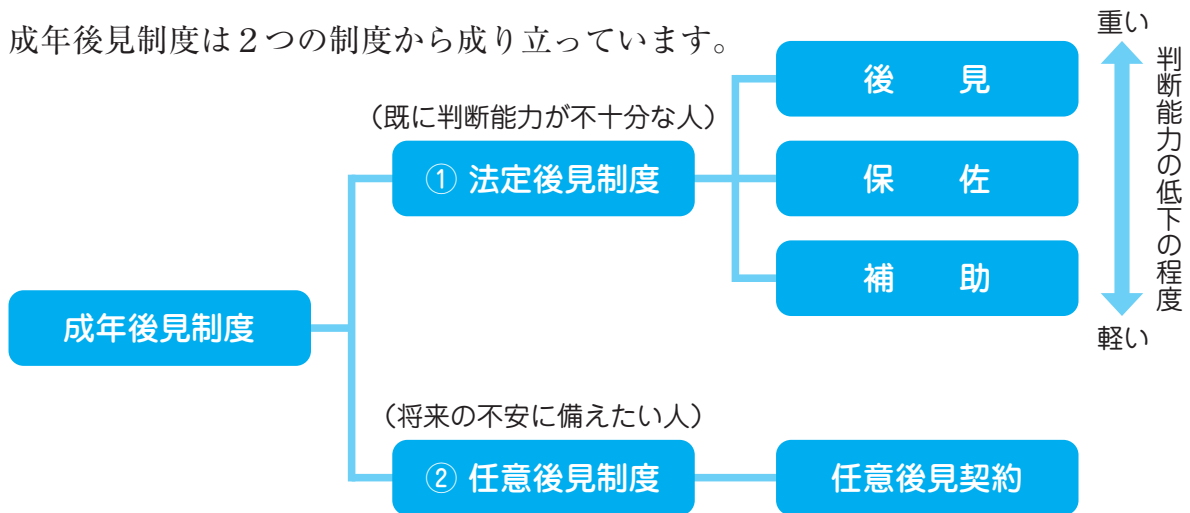 成年後見制度は２つの制度から成り立っています。
重い
判断能力の低下の程度
軽い
後　見
（既に判断能力が不十分な人）
① 法定後見制度
保　佐
補　助
成年後見制度
（将来の不安に備えたい人）
② 任意後見制度
任意後見契約